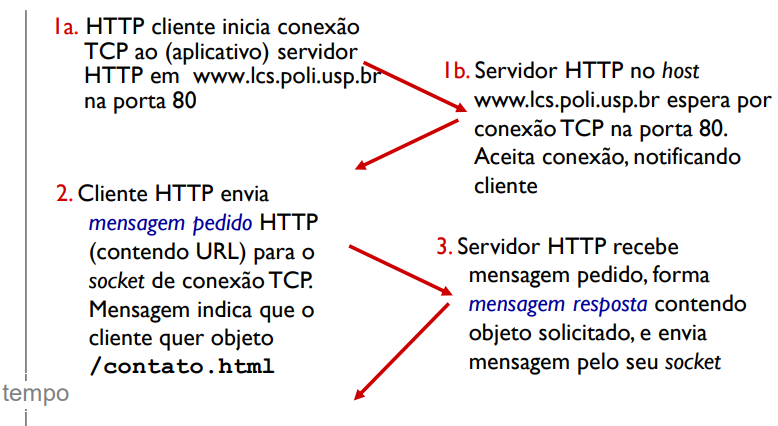 1a. HTTP cliente inicia conexão
TCP ao (aplicativo) servidor
HTTP em www.lcs.poli.usp.br
na porta 80
1b. Servidor HTTP no host
www.lcs.poli.usp.br espera por
conexão TCP na porta 80.
Aceita conexão, notificando
cliente
2. Cliente HTTP envia
mensagem pedido HTTP
(contendo URL) para o
socket de conexão TCP.
Mensagem indica que o
cliente quer objeto
/contato.html
3. Servidor HTTP recebe
mensagem pedido, forma
mensagem resposta contendo
objeto solicitado, e envia
mensagem pelo seu socket
tempo